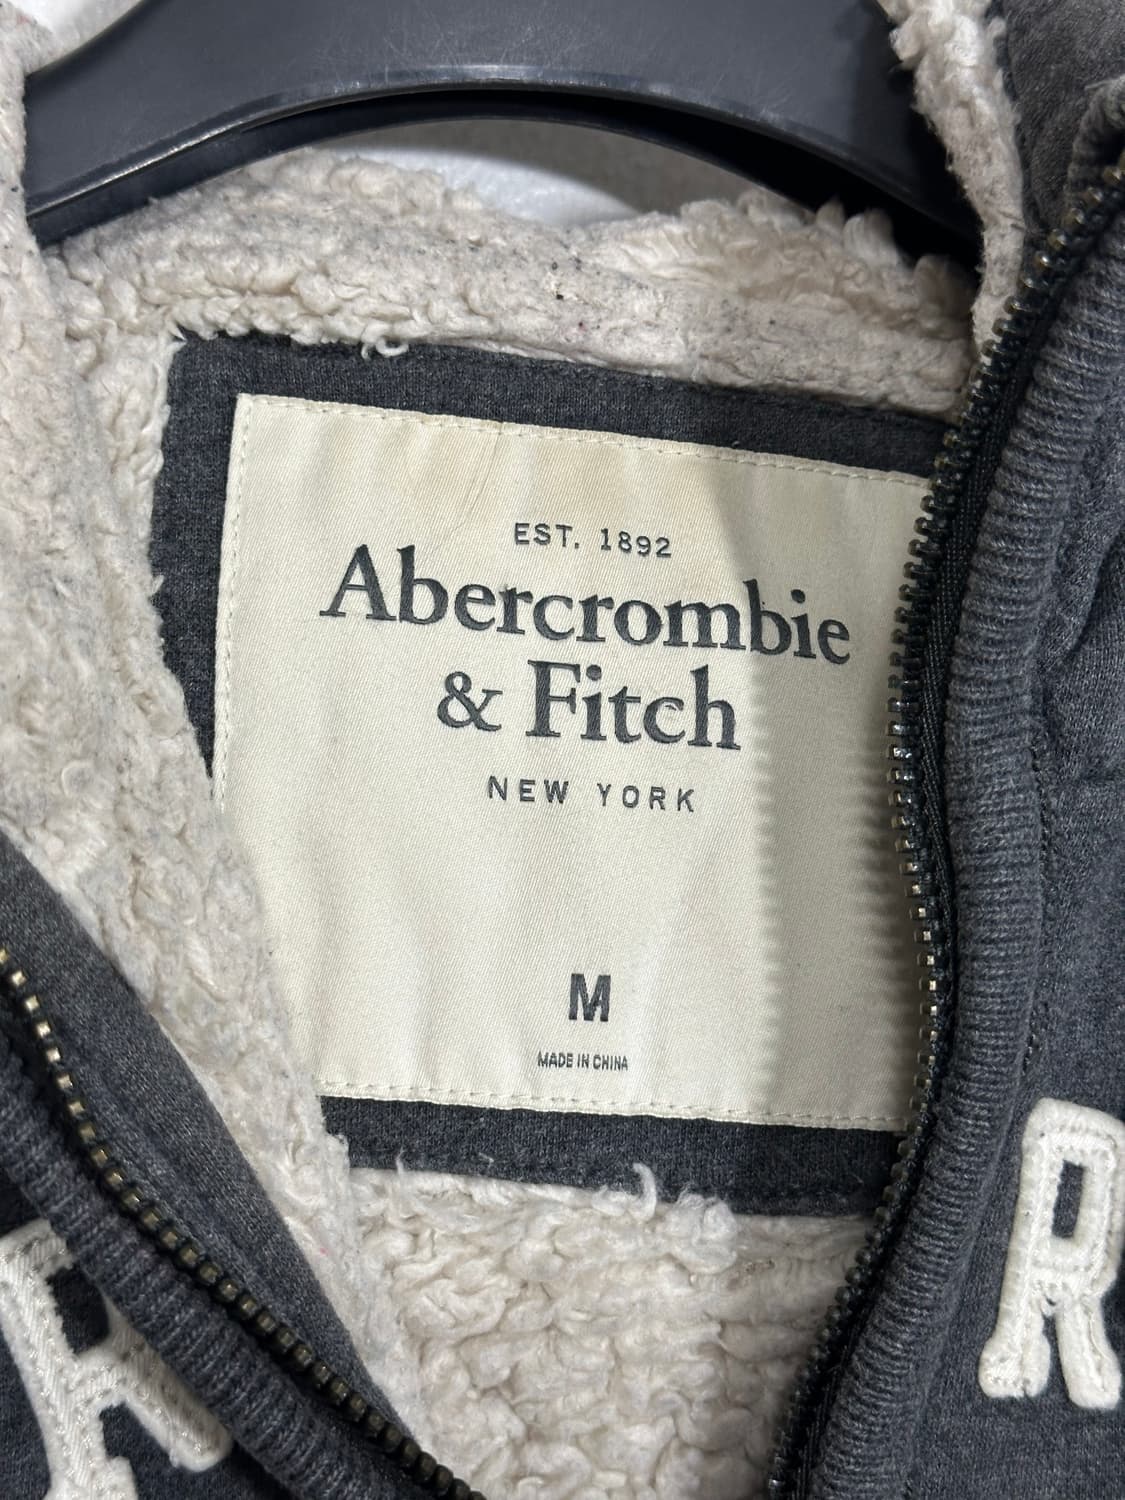 EST. 1892
Abercrombie
& Fitch
NEW YORK
M
MADE IN CHINA
A
R